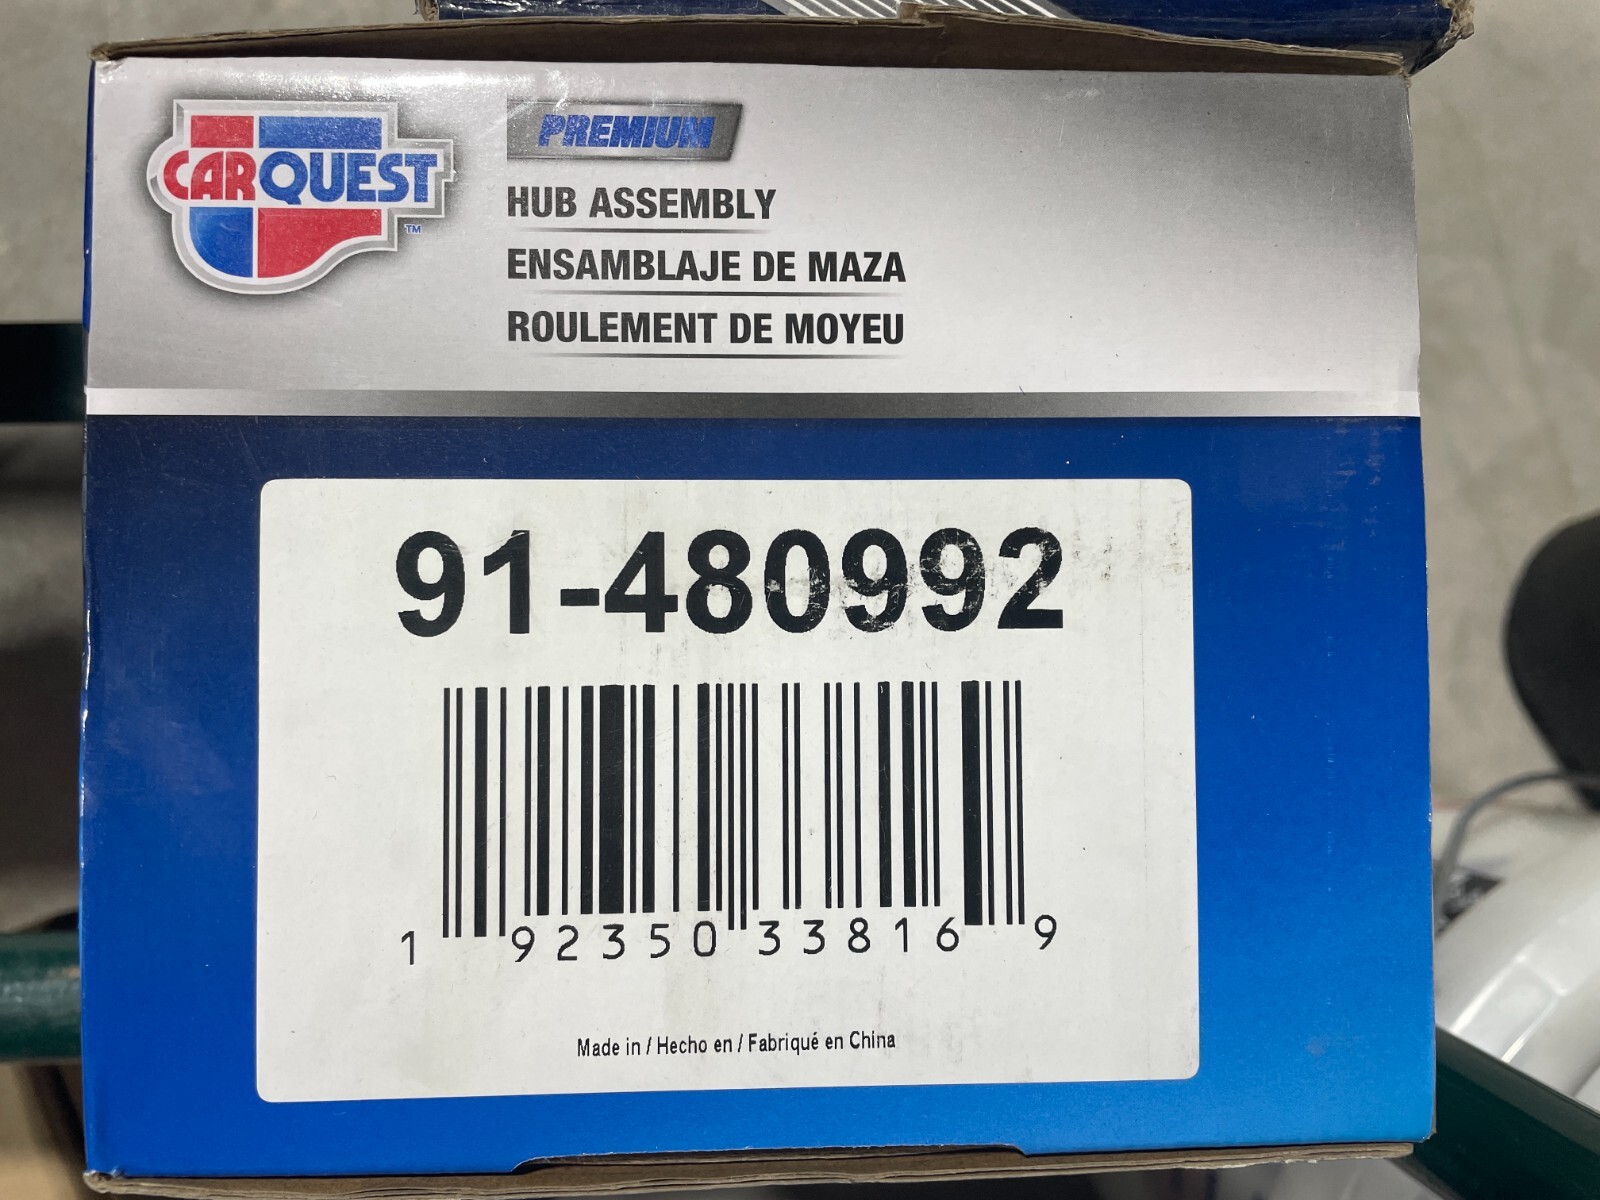 CARQUEST
TM
PREMIUM
HUB ASSEMBLY
ENSAMBLAJE DE MAZA
ROULEMENT DE MOYEU
91-480992
1 92350 33816 9
Made in / Hecho en / Fabriqué en China